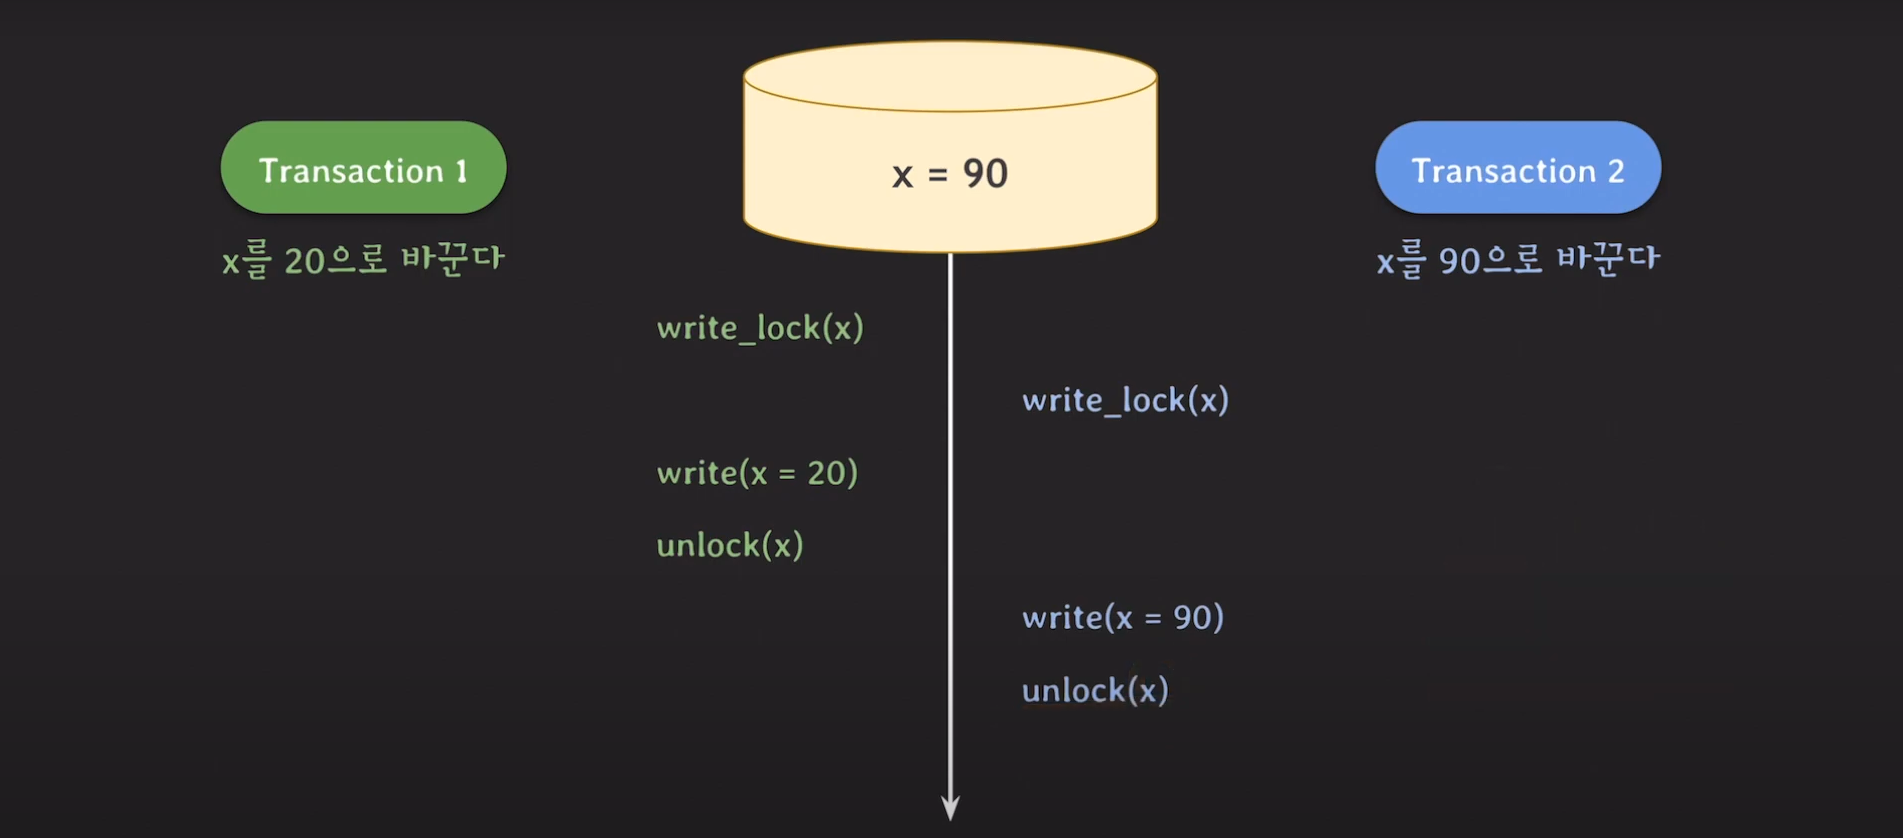 Transaction 1
x = 90
Transaction 2
x를 20으로 바꾼다
x를 90으로 바꾼다
write_lock(x)
write_lock(x)
write(x = 20)
unlock(x)
write(x = 90)
unlock(x)